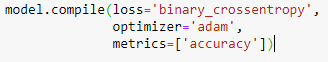 model.compile(loss='binary_crossentropy',
              optimizer='adam',
              metrics=['accuracy'])